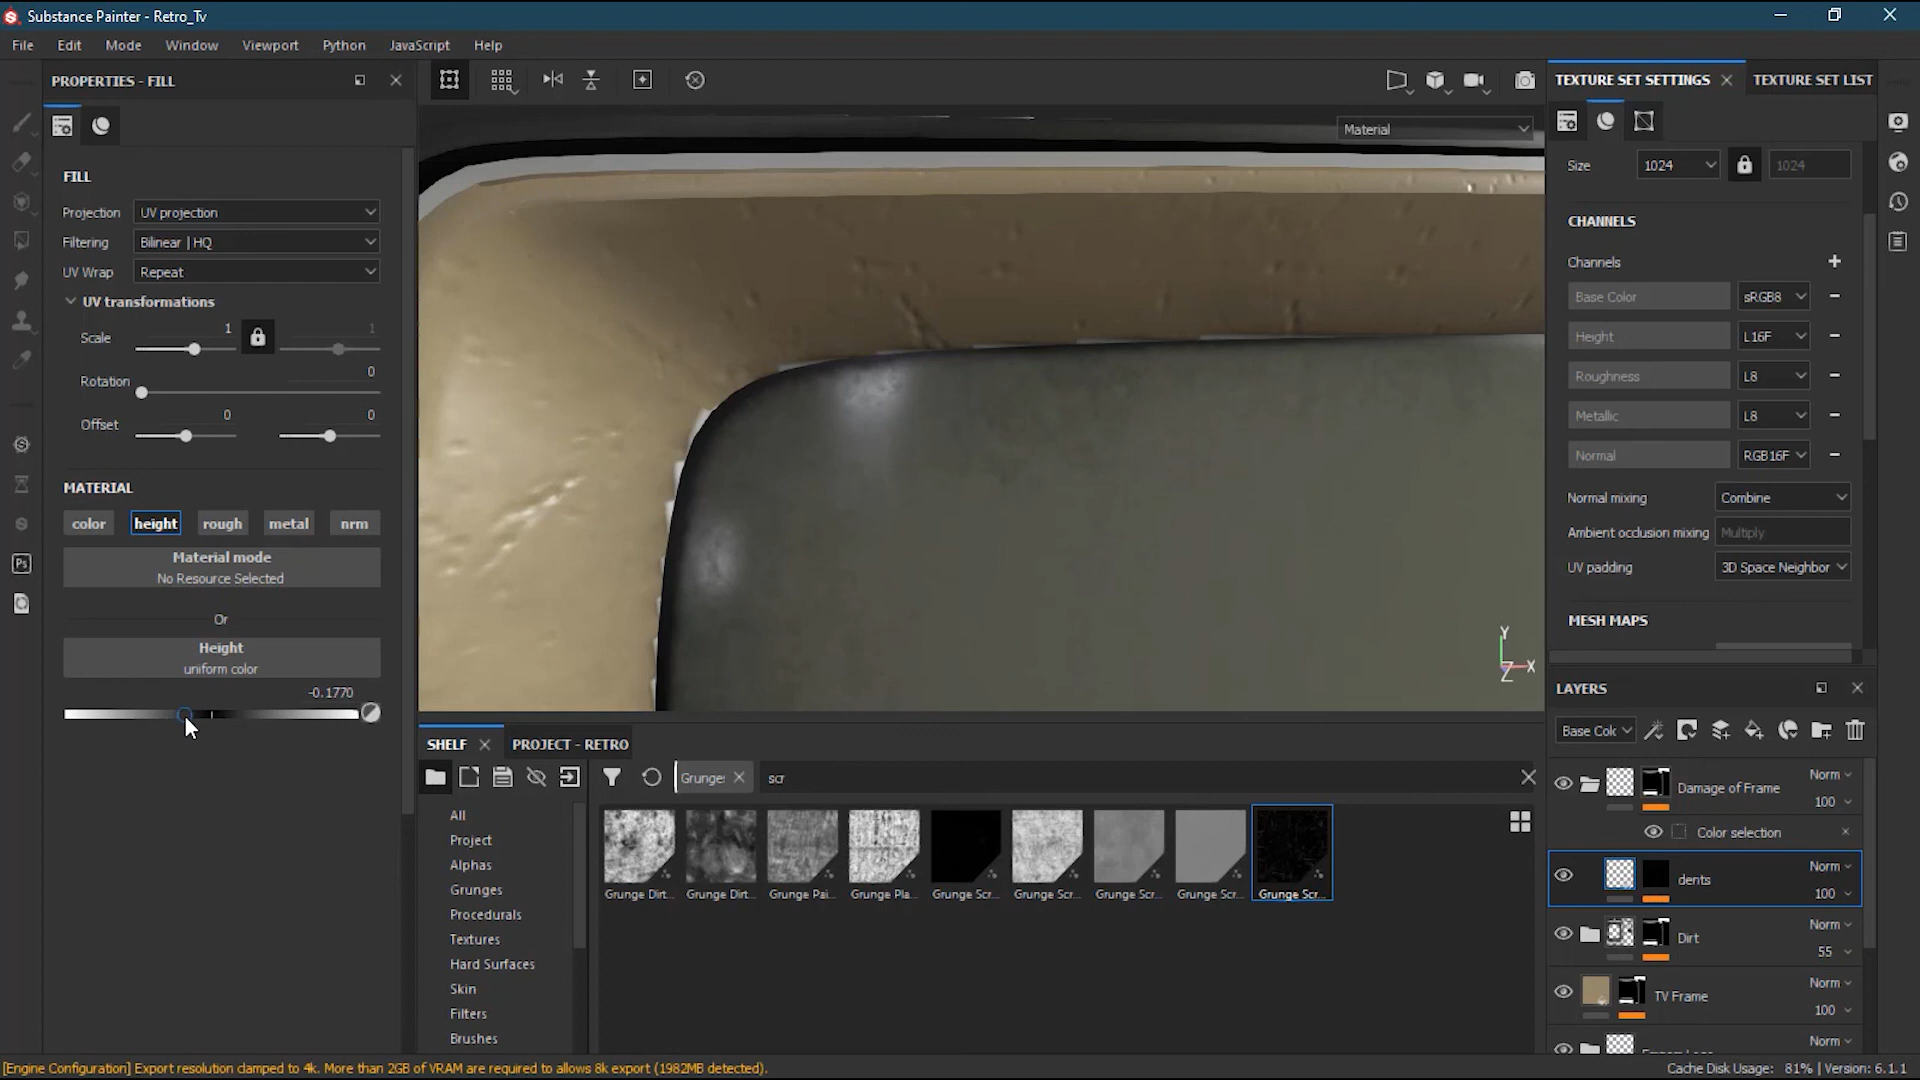 Substance Painter - Retro_Tv
File Edit Mode Window Viewport Python JavaScript Help
PROPERTIES - FILL
FILL
Projection UV projection
Filtering Bilinear | HQ
UV Wrap Repeat
UV transformations
Scale 1 1
Rotation 0
Offset 0 0
MATERIAL
color height rough metal nrm
Material mode
No Resource Selected
Or
Height
uniform color
-0.1770
Material
Y
X
Z
SHELF PROJECT - RETRO
Grunge scr
All
Project
Alphas
Grunges
Procedurals
Textures
Hard Surfaces
Skin
Filters
Brushes
Grunge Dirt... Grunge Dirt... Grunge Pai... Grunge Pla... Grunge Scr... Grunge Scr... Grunge Scr... Grunge Scr... Grunge Scr...
TEXTURE SET SETTINGS TEXTURE SET LIST
Size 1024 1024
CHANNELS
Channels
Base Color sRGB8
Height L16F
Roughness L8
Metallic L8
Normal RGB16F
Normal mixing Combine
Ambient occlusion mixing Multiply
UV padding 3D Space Neighbor
MESH MAPS
LAYERS
Base Col
Damage of Frame Norm 100
Color selection
dents Norm 100
Dirt Norm 55
TV Frame Norm 100
Norm
Ps
[Engine Configuration] Export resolution clamped to 4k. More than 2GB of VRAM are required to allows 8k export (1982MB detected).
Cache Disk Usage: 81% | Version: 6.1.1